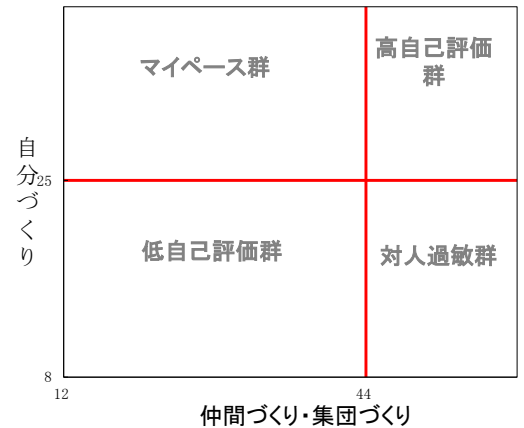 マイペース群
高自己評価
群
自分づくり
25
低自己評価群
対人過敏群
8
12
44
仲間づくり・集団づくり